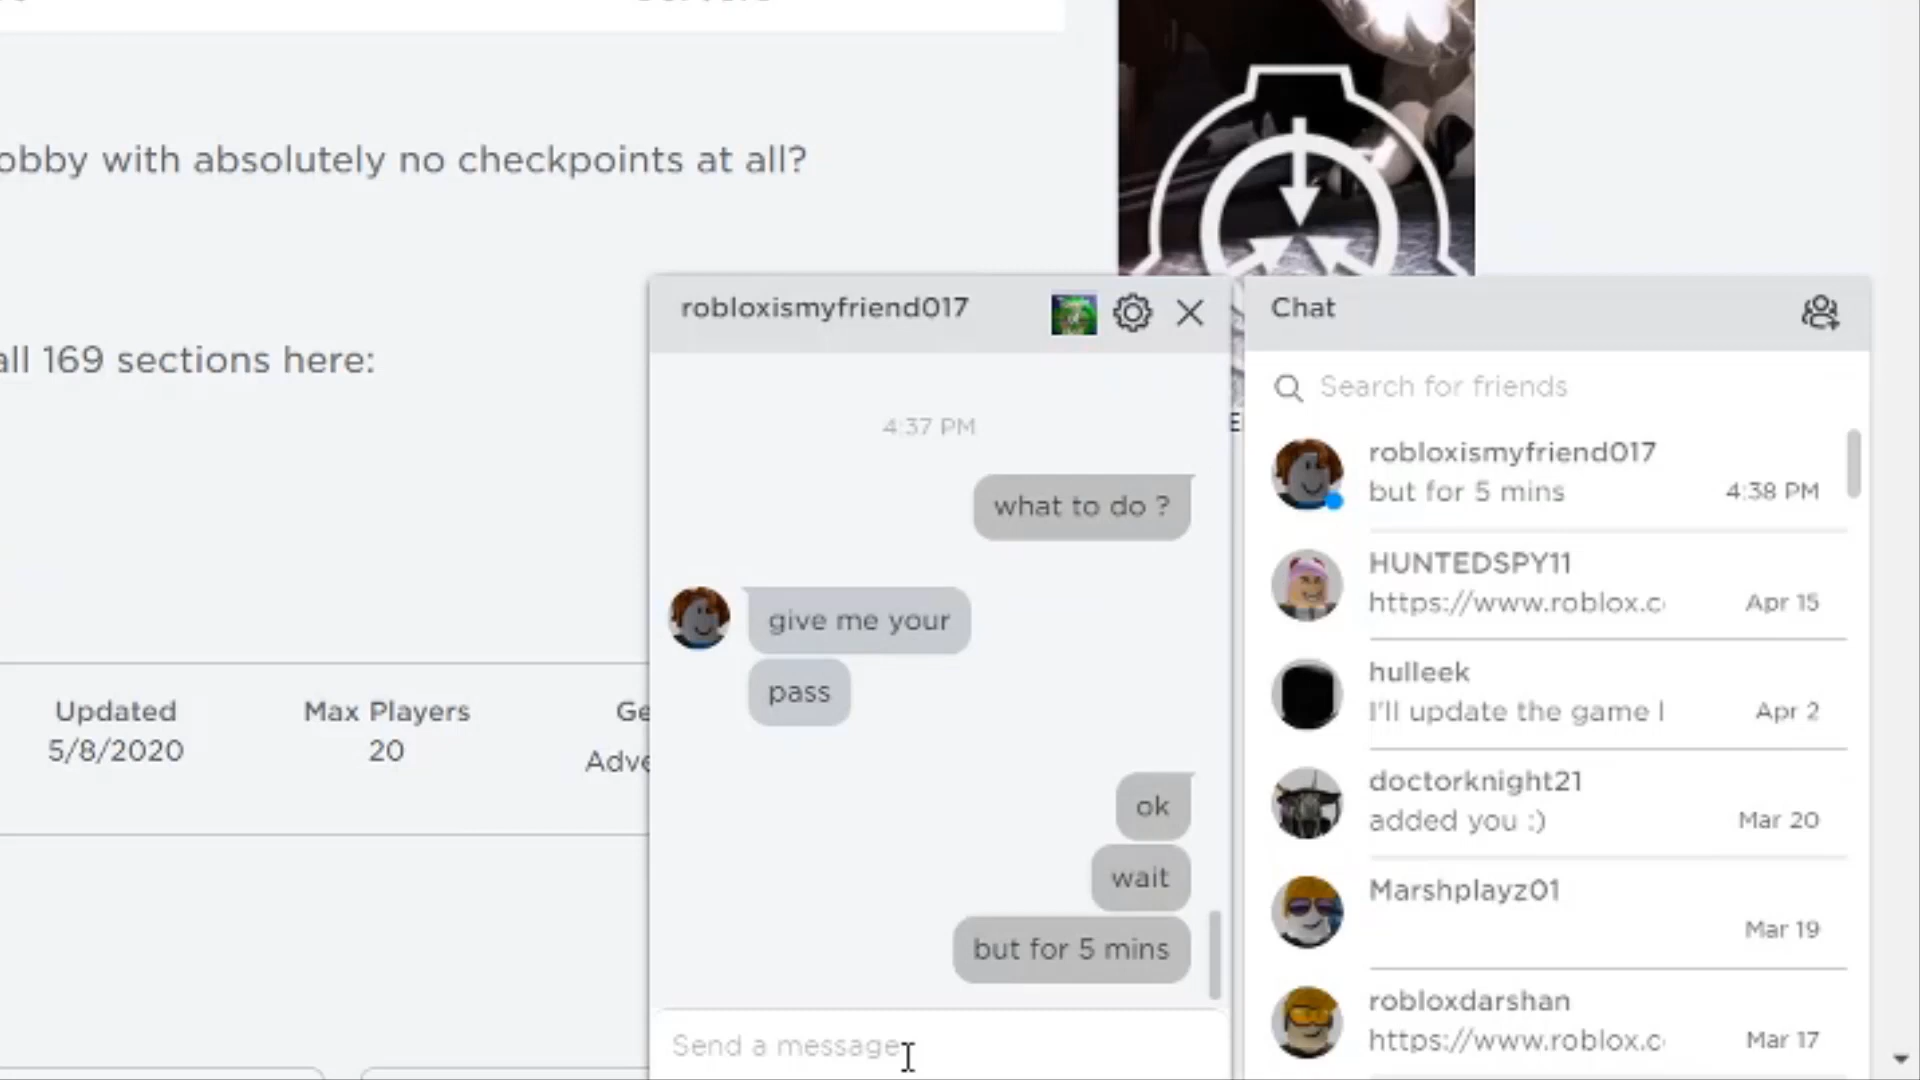 obby with absolutely no checkpoints at all?
all 169 sections here:
Updated
5/8/2020
Max Players
20
Ge
Adve
robloxismyfriend017
4:37 PM
what to do ?
give me your
pass
ok
wait
but for 5 mins
Send a message
Chat
Search for friends
robloxismyfriend017
but for 5 mins
4:38 PM
HUNTEDSPY11
https://www.roblox.c
Apr 15
hulleek
I'll update the game l
Apr 2
doctorknight21
added you :)
Mar 20
Marshplayz01
Mar 19
robloxdarshan
https://www.roblox.c
Mar 17